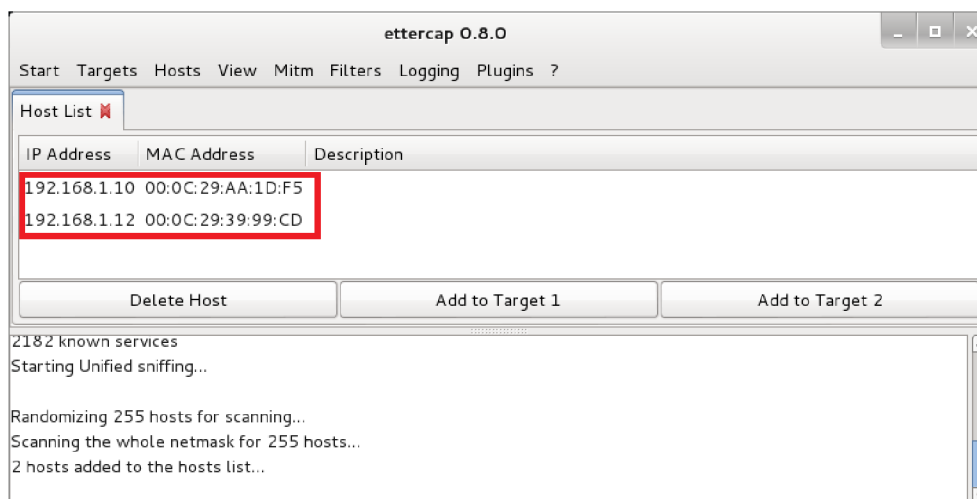 ettercap 0.8.0
Start Targets Hosts View Mitm Filters Logging Plugins ?
Host List
IP Address MAC Address Description
192.168.1.10 00:0C:29:AA:1D:F5
192.168.1.12 00:0C:29:39:99:CD
Delete Host Add to Target 1 Add to Target 2
2182 known services
Starting Unified sniffing...
Randomizing 255 hosts for scanning...
Scanning the whole netmask for 255 hosts...
2 hosts added to the hosts list...